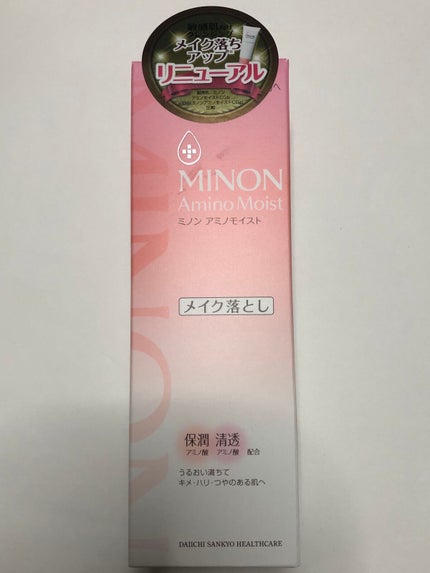 メイク落ち
アップ
リニューアル
MINON
Amino Moist
ミノン アミノモイスト
メイク落とし
保潤 清透
アミノ酸 アミノ酸 配合
うるおい満ちて
キメ・ハリ・つやのある肌へ
DAIICHI SANKYO HEALTHCARE
MINON